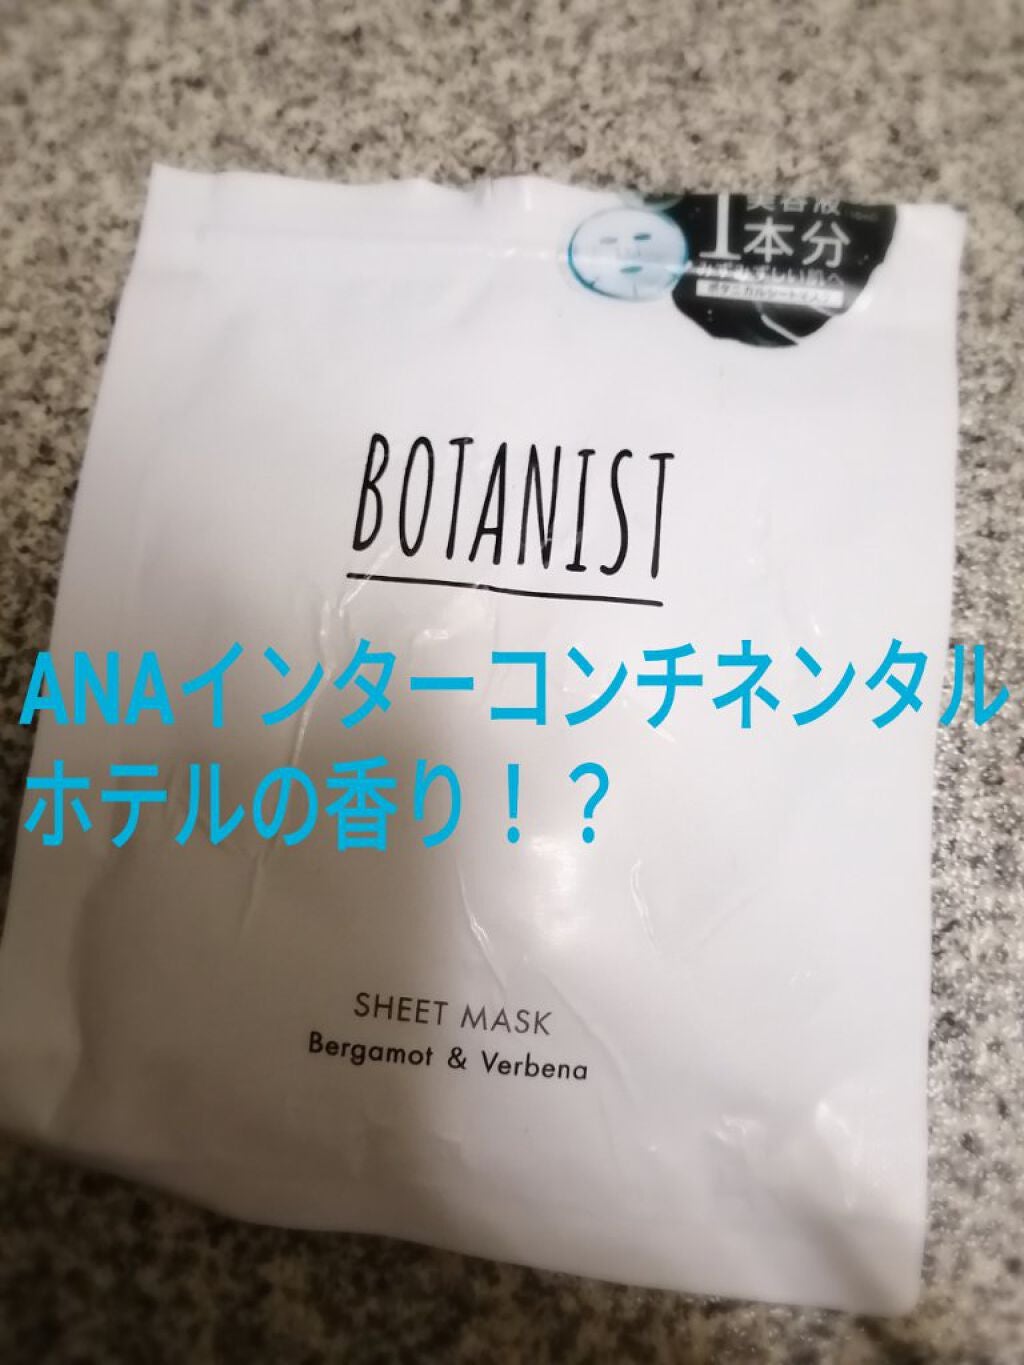 美容液
1本分
みずみずしい肌へ
BOTANIST
ANAインターコンチネンタル
ホテルの香り！？
SHEET MASK
Bergamot & Verbena